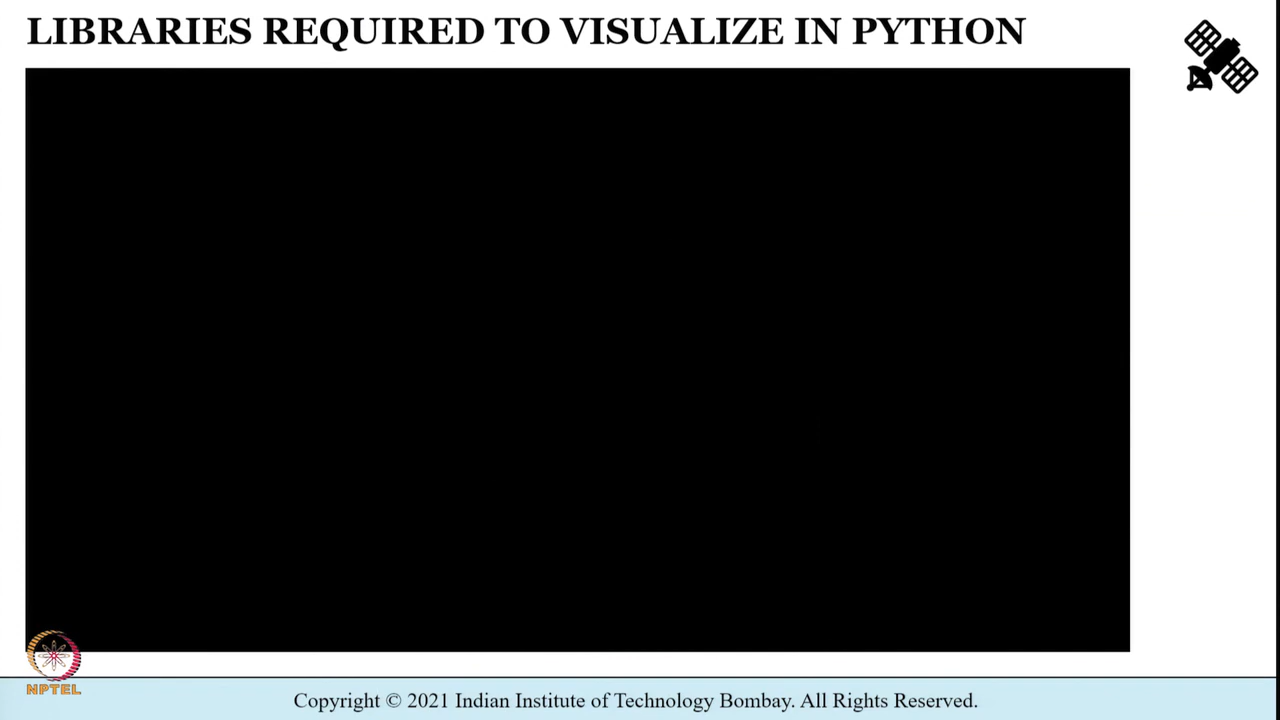 LIBRARIES REQUIRED TO VISUALIZE IN PYTHON
NPTEL
Copyright © 2021 Indian Institute of Technology Bombay. All Rights Reserved.